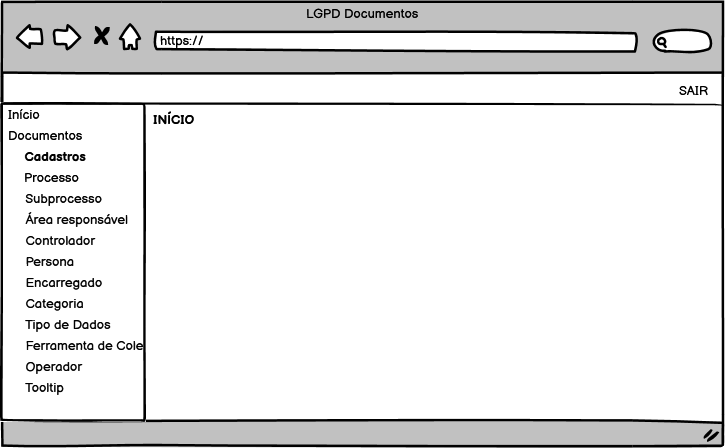 LGPD Documentos
https://
SAIR
Início
Documentos
Cadastros
Processo
Subprocesso
Área responsável
Controlador
Persona
Encarregado
Categoria
Tipo de Dados
Ferramenta de Cole
Operador
Tooltip
INÍCIO